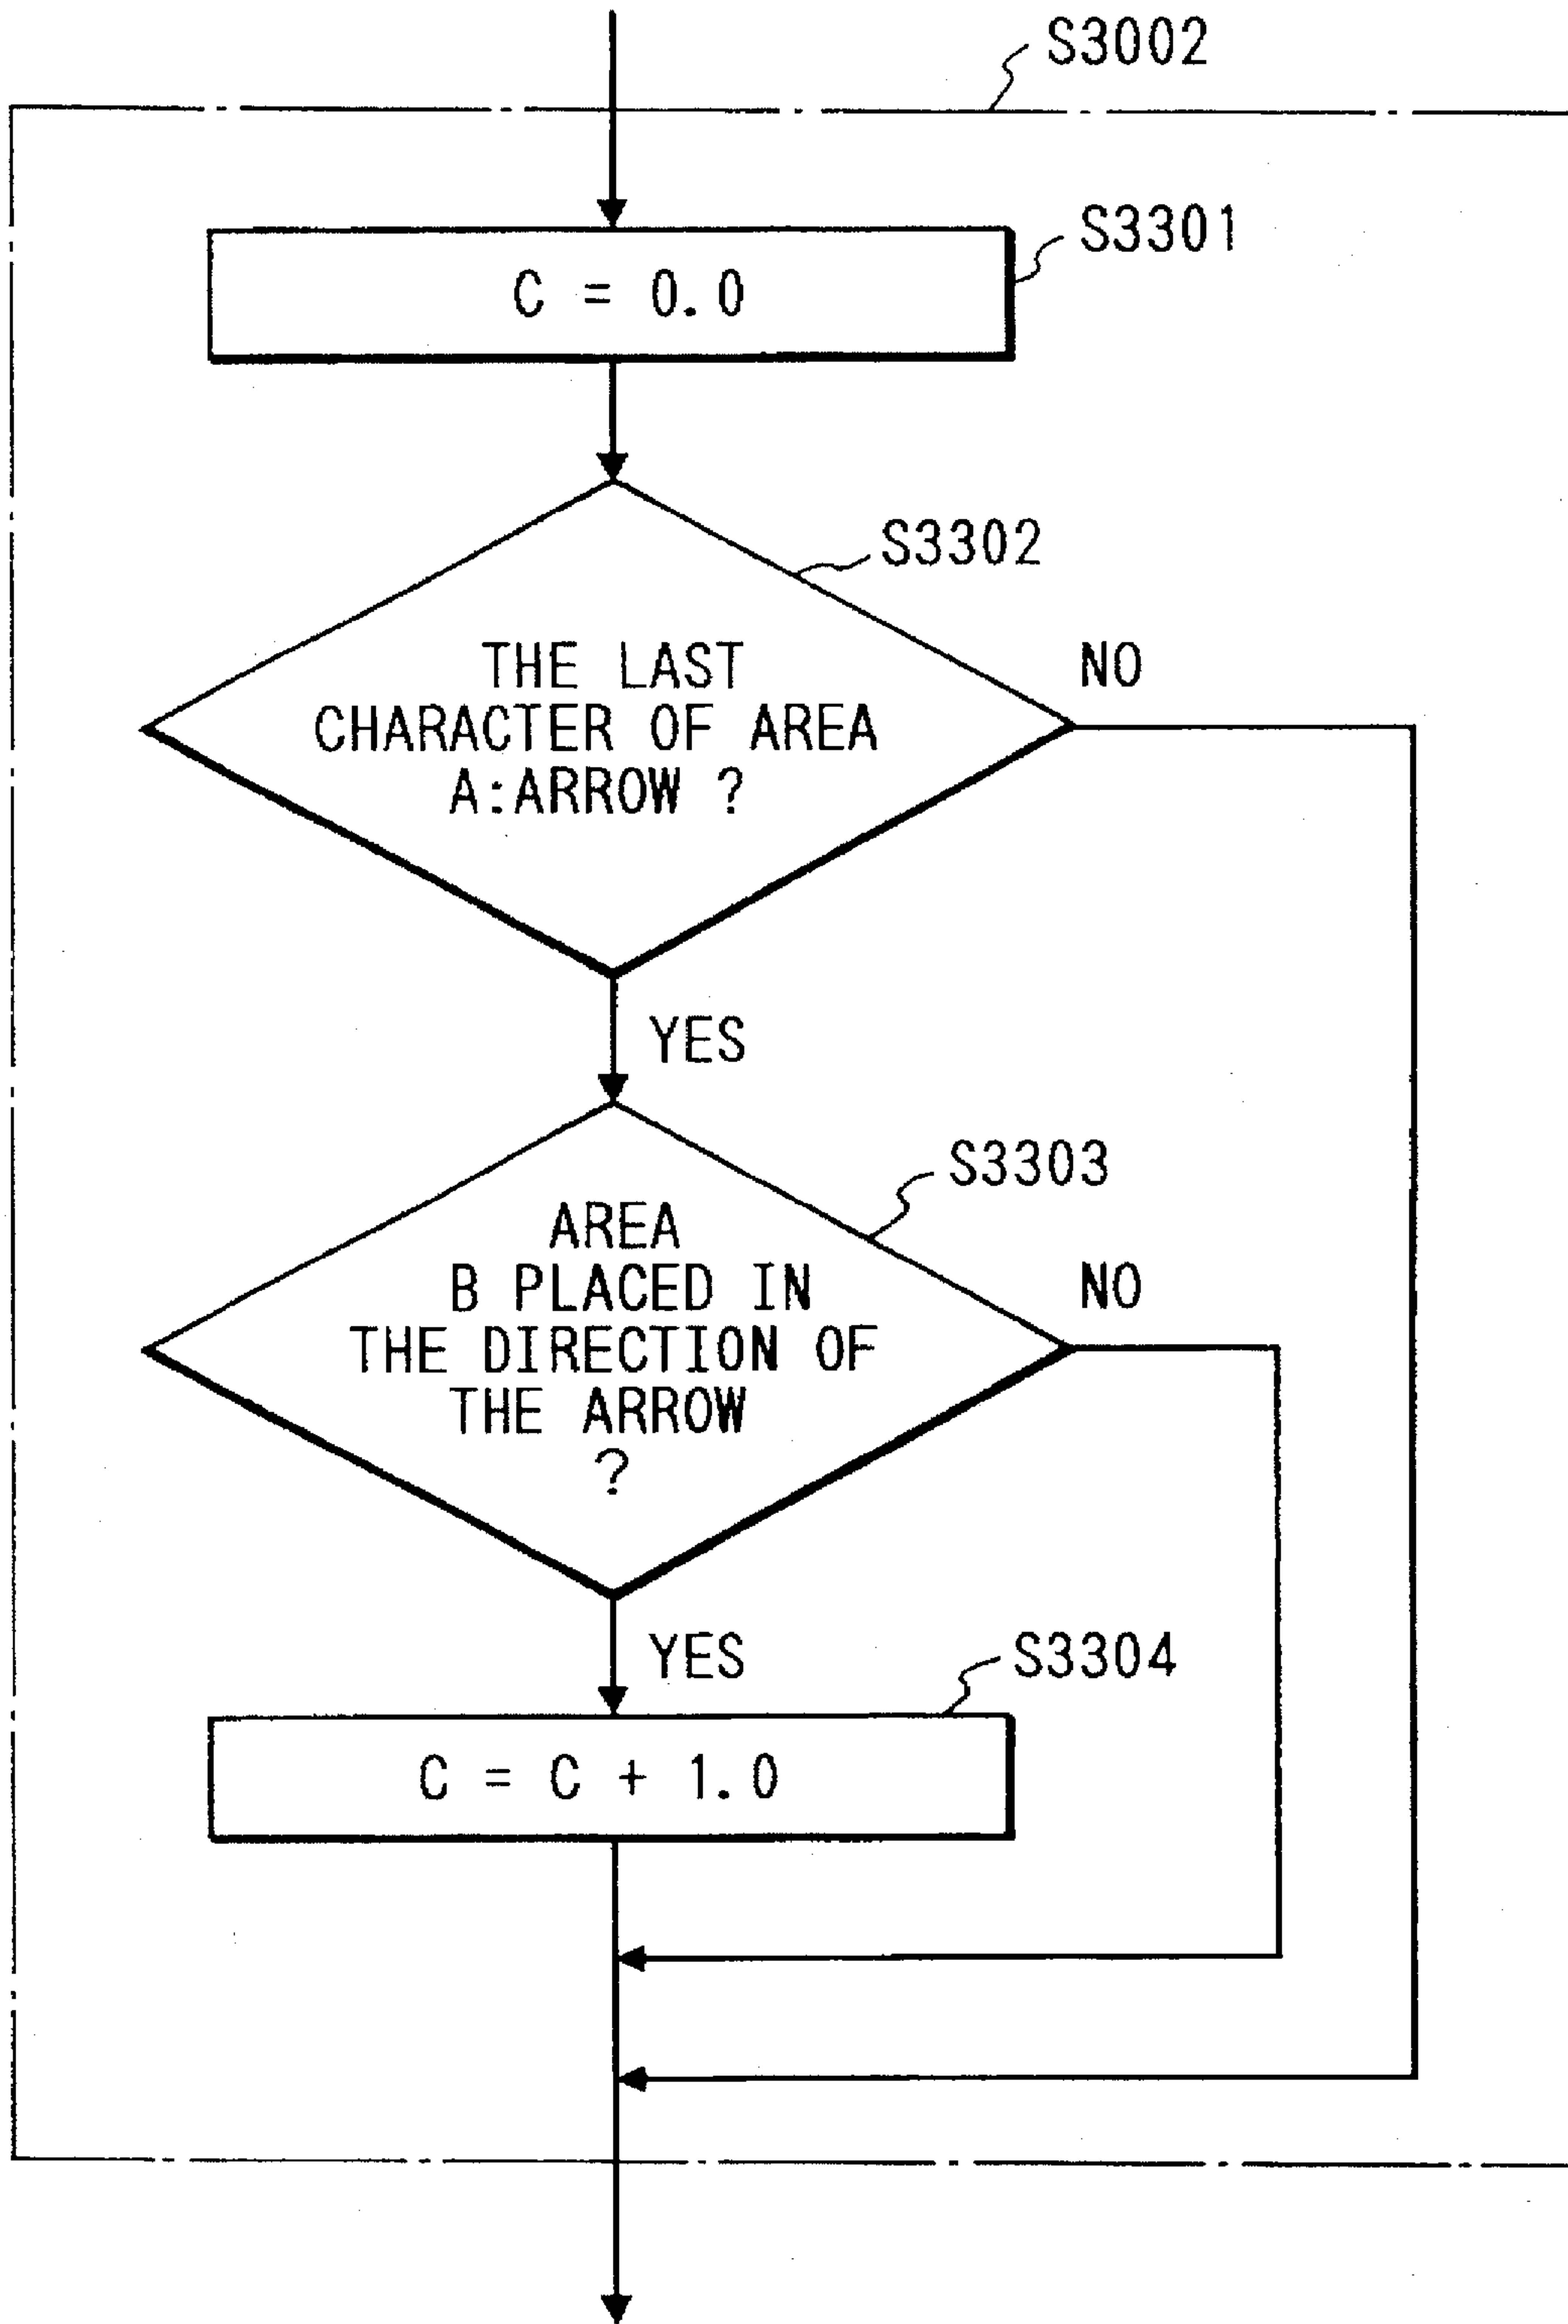 S3002
S3301
C = 0.0
S3302
THE LAST
CHARACTER OF AREA
A:ARROW ?
NO
YES
S3303
AREA
B PLACED IN
THE DIRECTION OF
THE ARROW
?
NO
YES
S3304
C = C + 1.0